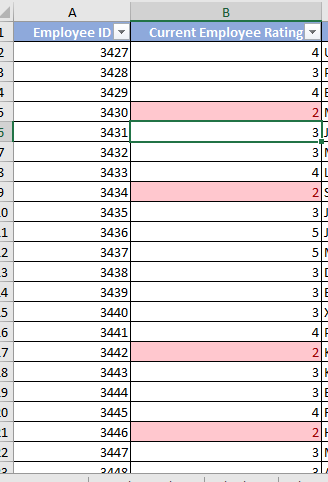 A B
1 Employee ID Current Employee Rating
2 3427 4
3 3428 3
4 3429 4
5 3430 2
6 3431 3
7 3432 3
8 3433 4
9 3434 2
10 3435 3
11 3436 5
12 3437 5
13 3438 3
14 3439 3
15 3440 3
16 3441 4
17 3442 2
18 3443 3
19 3444 3
20 3445 4
21 3446 2
22 3447 3
23 3448 3